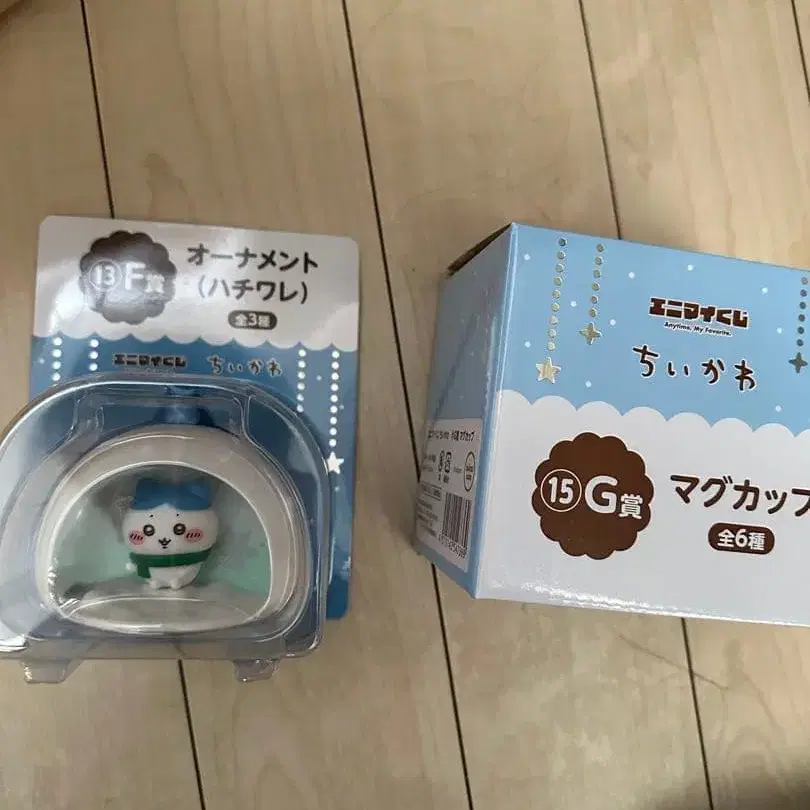 ⑬F賞
オーナメント
(ハチワレ)
全3種
エニマイくじ
ちいかわ
エニマイくじ
Anytime, My Favorite.
ちいかわ
⑮G賞
マグカップ
全6種